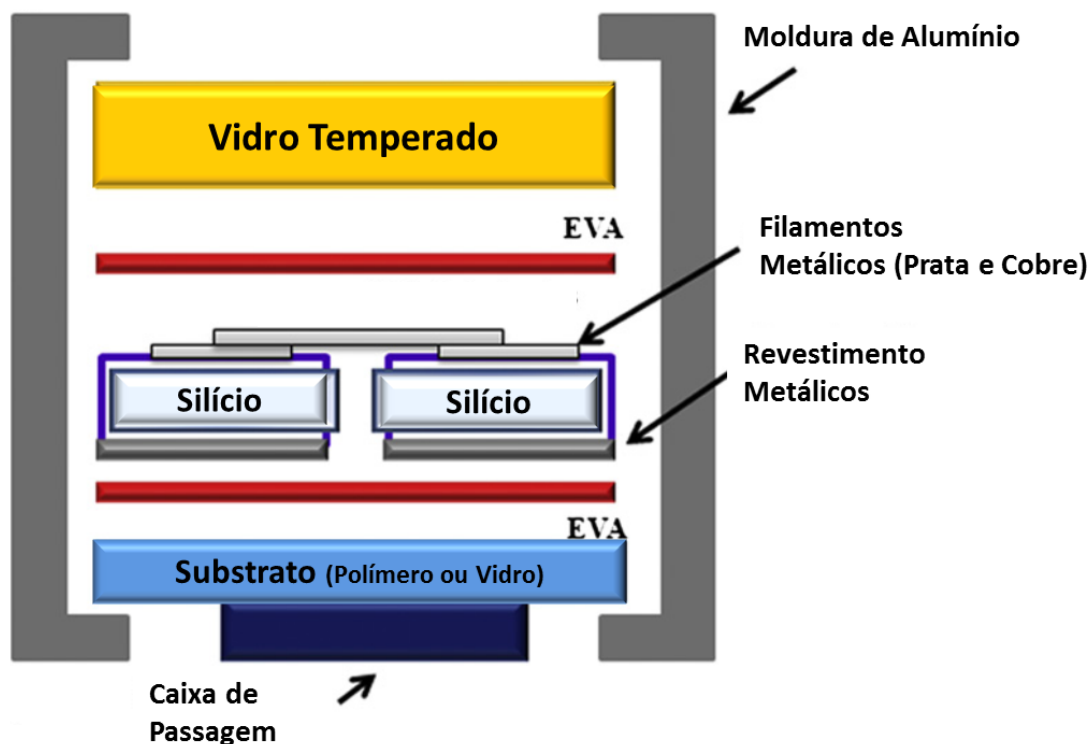 Moldura de Alumínio
Vidro Temperado
EVA
Filamentos
Metálicos (Prata e Cobre)
Revestimento
Metálicos
Silício
Silício
EVA
Substrato (Polímero ou Vidro)
Caixa de
Passagem